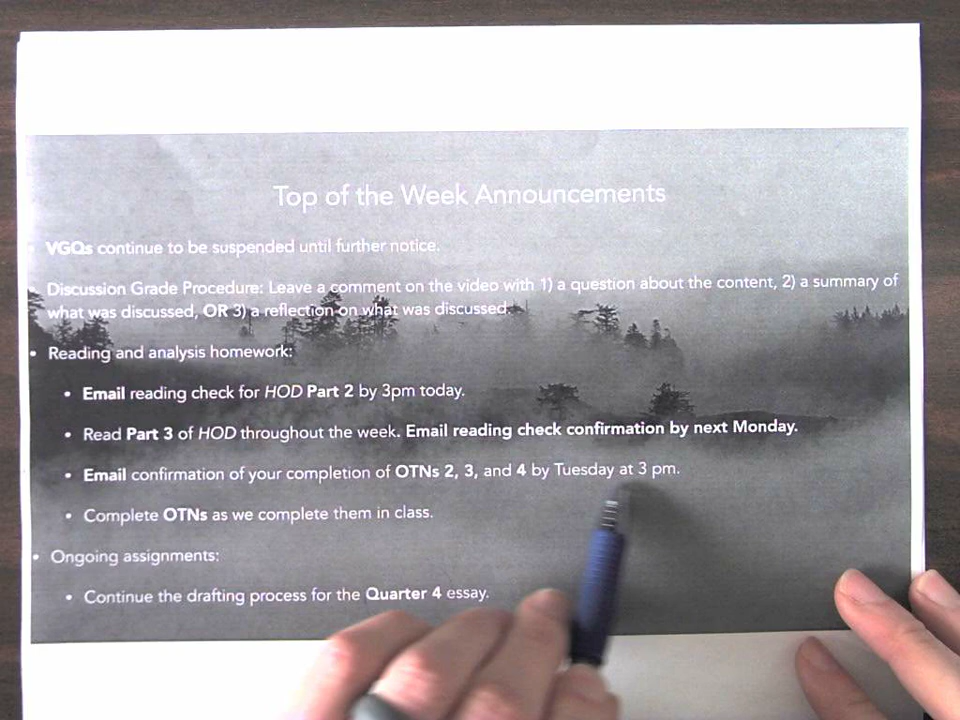 Top of the Week Announcements
• VGQs continue to be suspended until further notice.
• Discussion Grade Procedure: Leave a comment on the video with 1) a question about the content, 2) a summary of
what was discussed, OR 3) a reflection on what was discussed.
• Reading and analysis homework:
• Email reading check for HOD Part 2 by 3pm today.
• Read Part 3 of HOD throughout the week. Email reading check confirmation by next Monday.
• Email confirmation of your completion of OTNs 2, 3, and 4 by Tuesday at 3 pm.
• Complete OTNs as we complete them in class.
• Ongoing assignments:
• Continue the drafting process for the Quarter 4 essay.